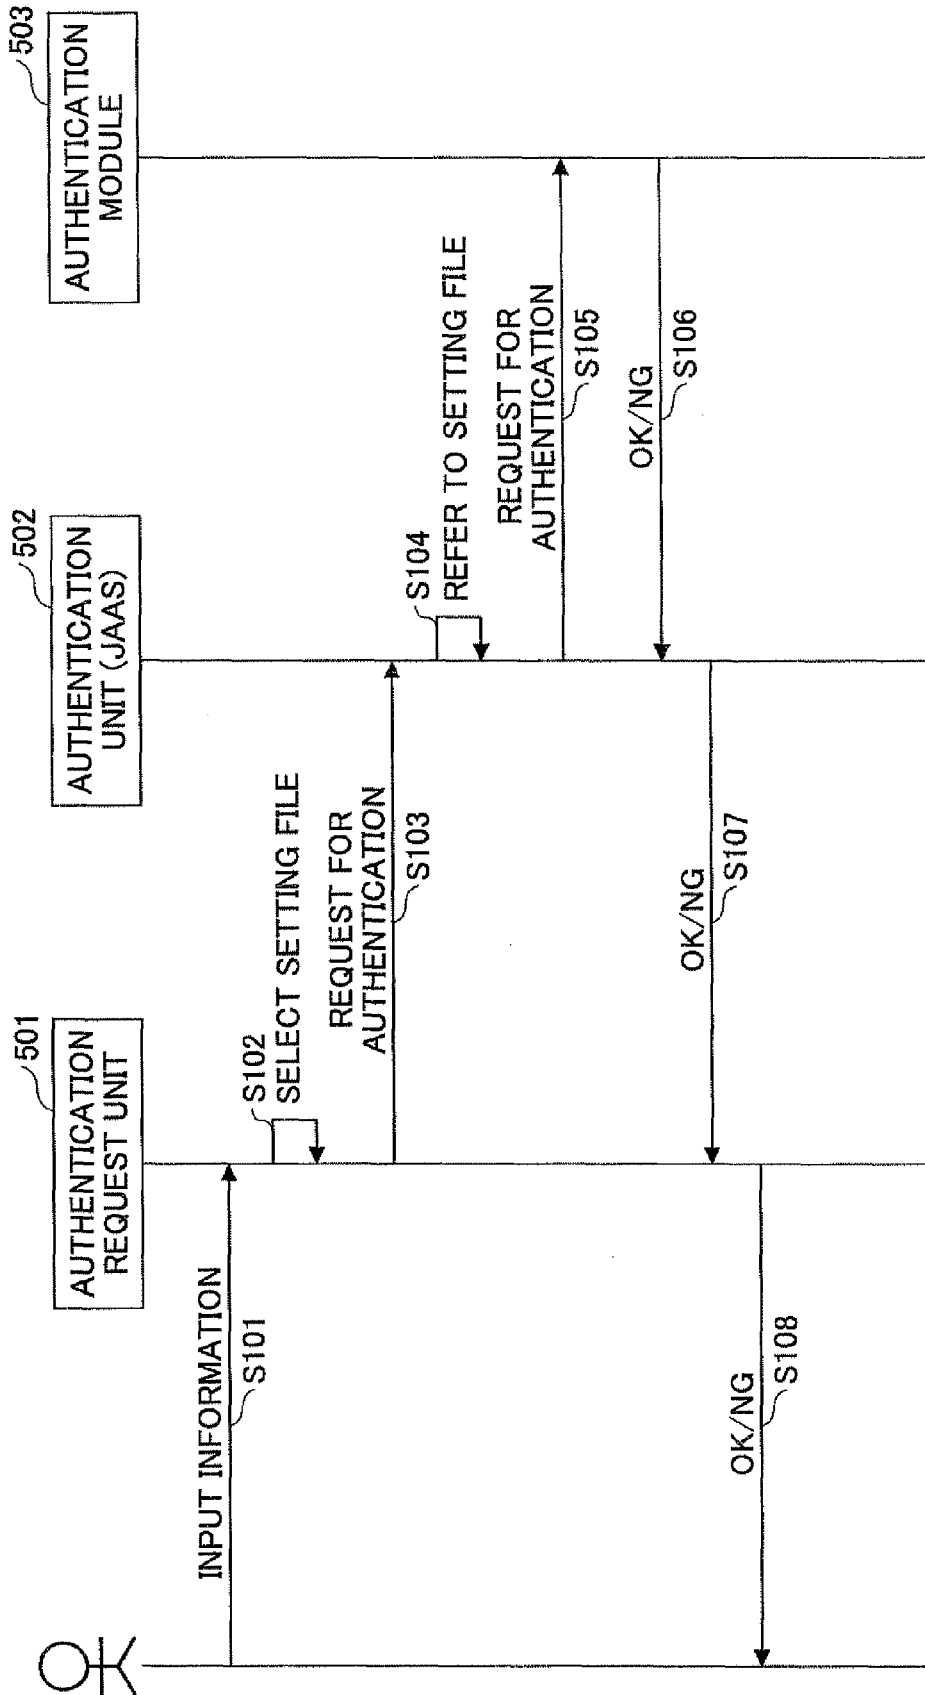 501
AUTHENTICATION
REQUEST UNIT
502
AUTHENTICATION
UNIT (JAAS)
503
AUTHENTICATION
MODULE
INPUT INFORMATION
S101
S102
SELECT SETTING FILE
REQUEST FOR
AUTHENTICATION
S103
S104
REFER TO SETTING FILE
REQUEST FOR
AUTHENTICATION
S105
OK/NG
S106
OK/NG
S107
OK/NG
S108